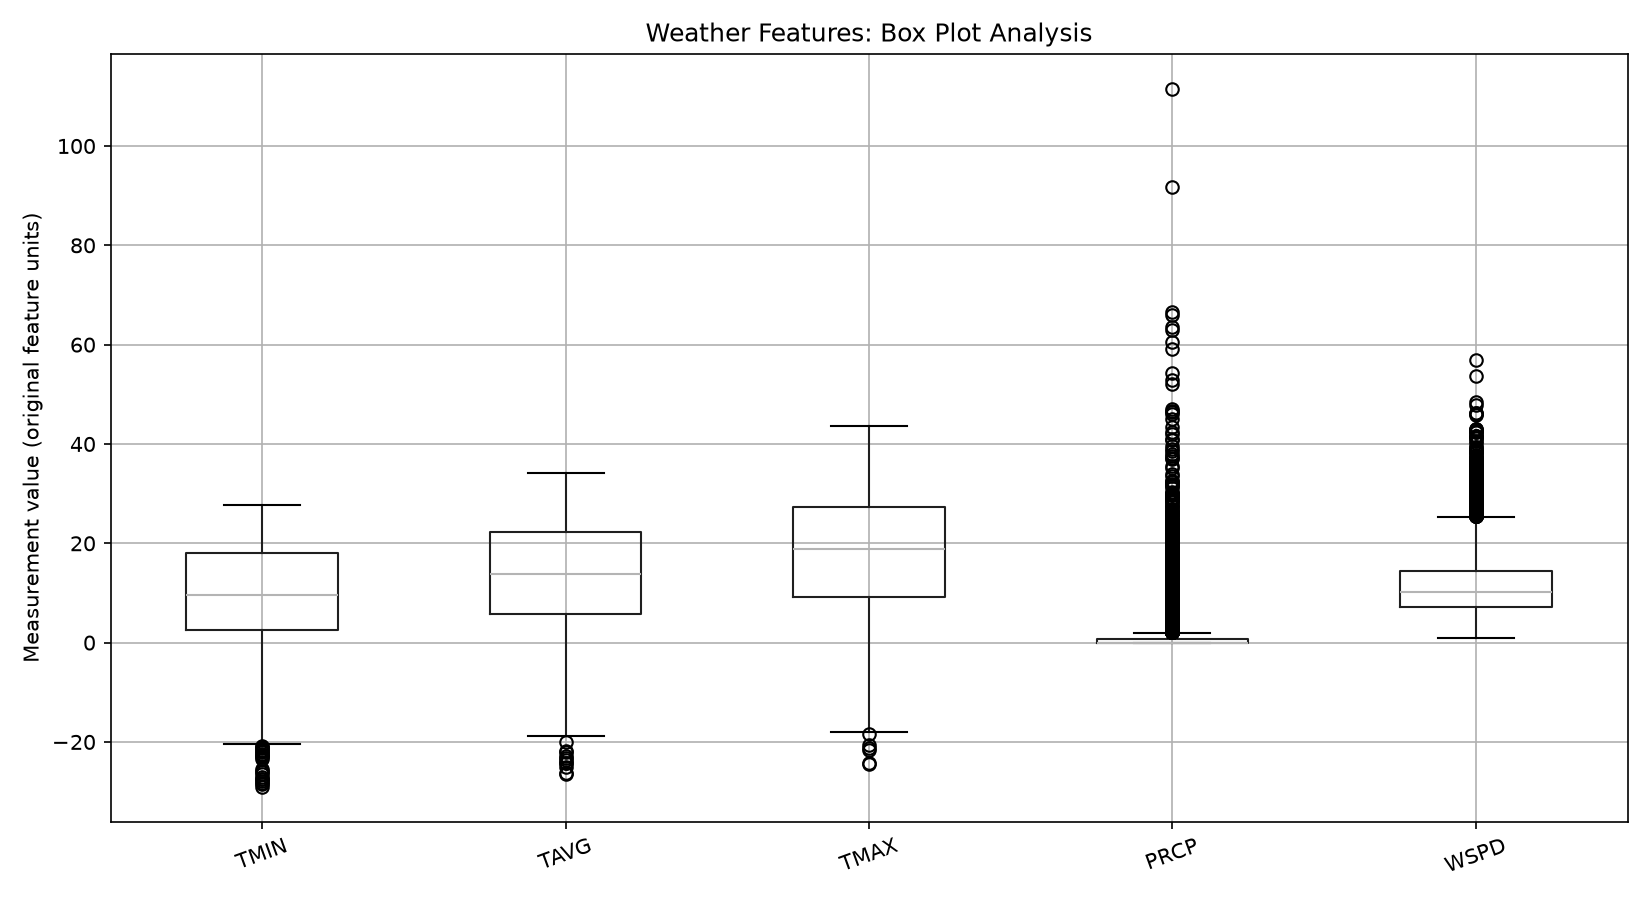 Weather Features: Box Plot Analysis
Measurement value (original feature units)
100
80
60
40
20
0
−20
TMIN
TAVG
TMAX
PRCP
WSPD